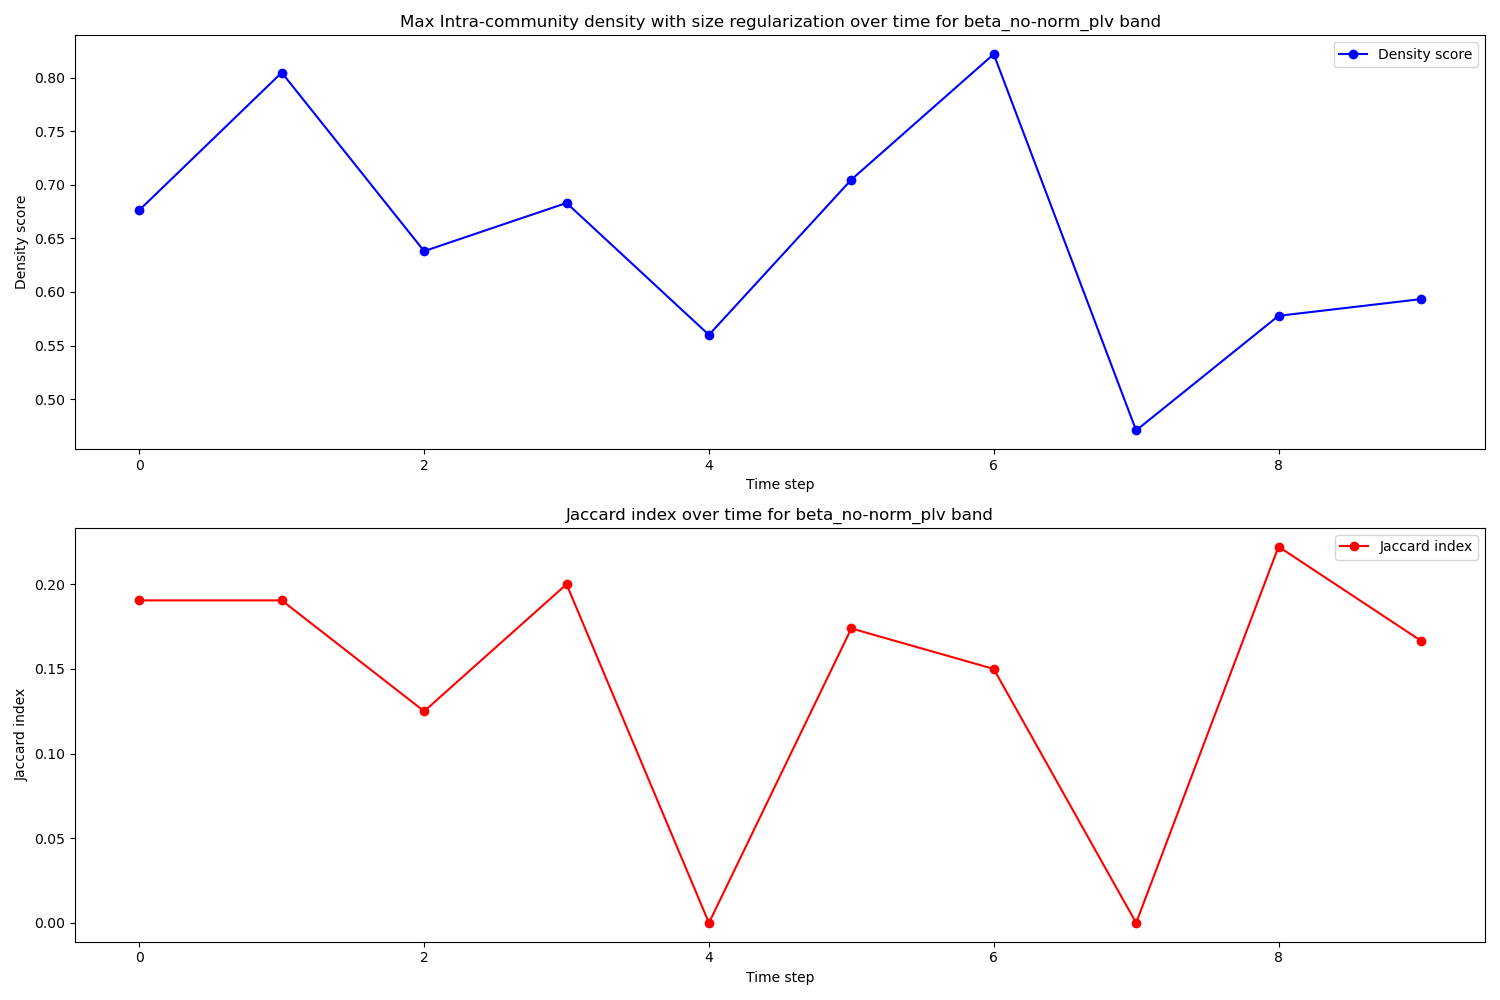 Max Intra-community density with size regularization over time for beta_no-norm_plv band
Density score
0.80
0.75
0.70
0.65
0.60
0.55
0.50
Density score
0 2 4 6 8
Time step
Jaccard index over time for beta_no-norm_plv band
Jaccard index
0.20
0.15
0.10
0.05
0.00
Jaccard index
0 2 4 6 8
Time step